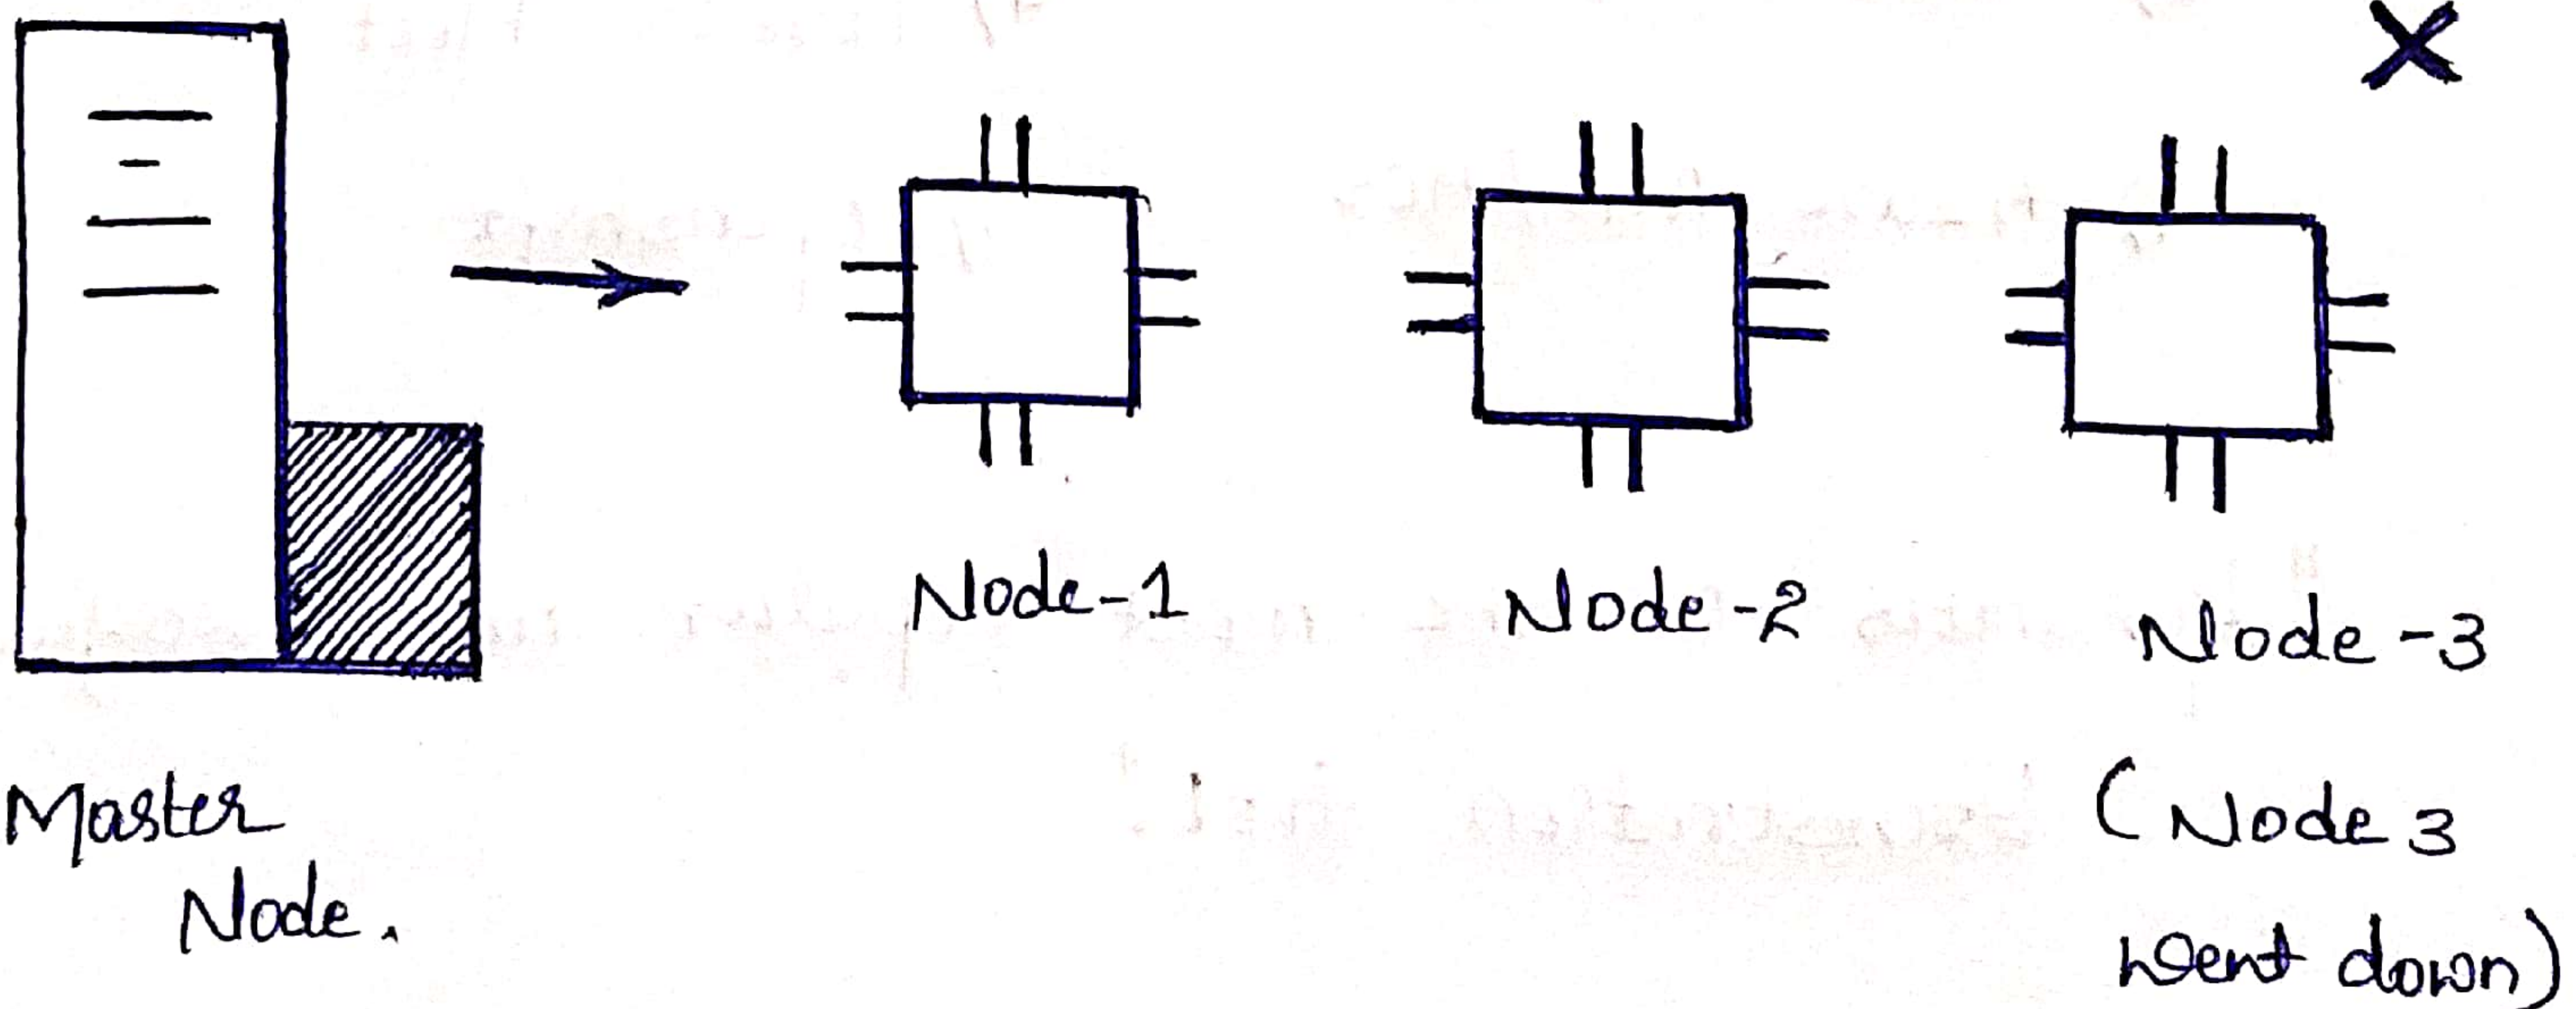 Master
Node.
Node-1
Node-2
Node-3
(Node 3
went down)